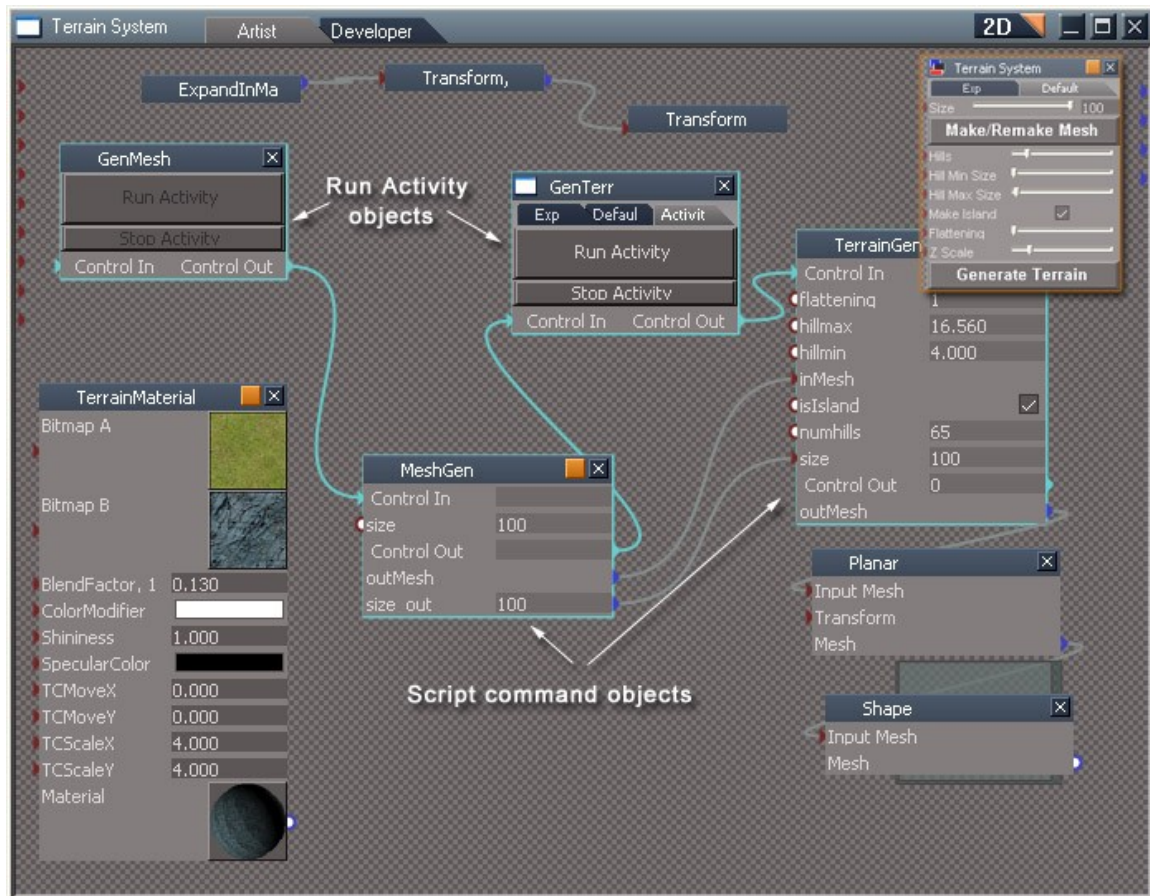 Terrain System
Artist
Developer
2D
ExpandInMa
Transform,
Transform
Terrain System
Exp
Default
Size
100
Make/Remake Mesh
Hills
Hill Min Size
Hill Max Size
Make Island
Flattening
Z Scale
Generate Terrain
GenMesh
Run Activity
Stop Activity
Control In Control Out
Run Activity
objects
GenTerr
Exp Defaul Activit
Run Activity
Stop Activity
Control In Control Out
TerrainGen
Control In
flattening 1
hillmax 16.560
hillmin 4.000
inMesh
isIsland
numhills 65
size 100
Control Out 0
outMesh
TerrainMaterial
Bitmap A
Bitmap B
BlendFactor, 1 0.130
ColorModifier
Shininess 1.000
SpecularColor
TCMoveX 0.000
TCMoveY 0.000
TCScaleX 4.000
TCScaleY 4.000
Material
MeshGen
Control In
size 100
Control Out
outMesh
size_out 100
Script command objects
Planar
Input Mesh
Transform
Mesh
Shape
Input Mesh
Mesh